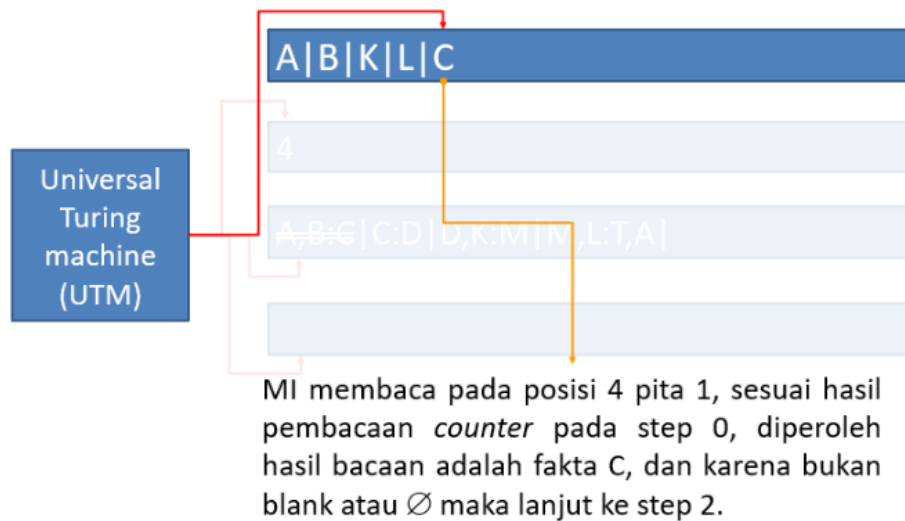 A|B|K|L|C
4
Universal
Turing
machine
(UTM)
A,B:C|C:D|D,K:M|M,L:T,A|
MI membaca pada posisi 4 pita 1, sesuai hasil
pembacaan counter pada step 0, diperoleh
hasil bacaan adalah fakta C, dan karena bukan
blank atau ∅ maka lanjut ke step 2.